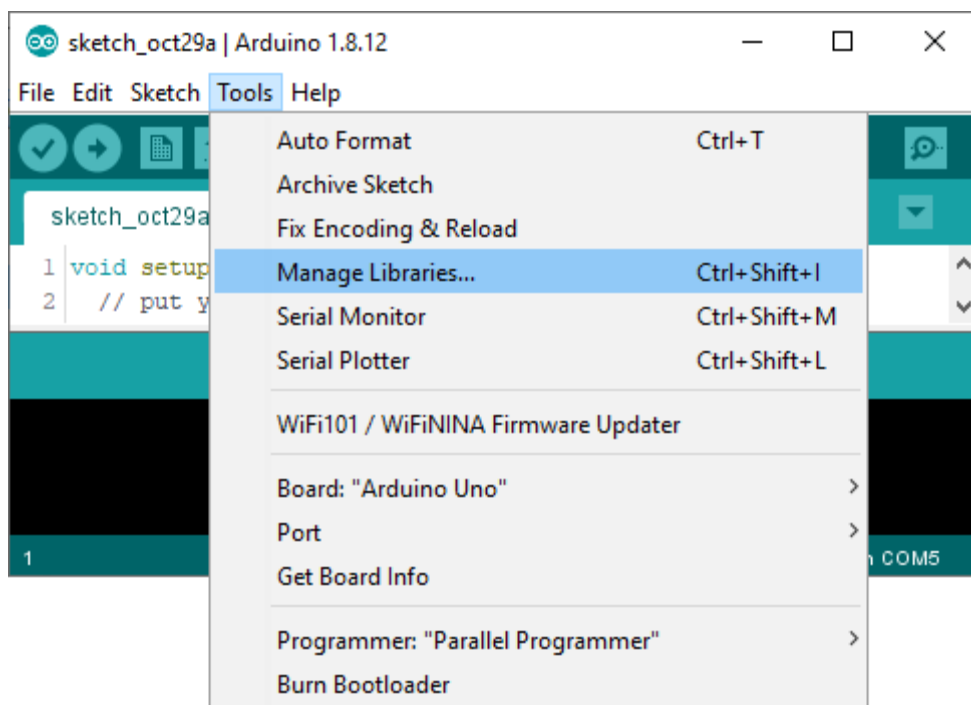 sketch_oct29a | Arduino 1.8.12
File Edit Sketch Tools Help
Auto Format Ctrl+T
Archive Sketch
sketch_oct29a
Fix Encoding & Reload
1 void setup
Manage Libraries... Ctrl+Shift+I
2 // put y
Serial Monitor Ctrl+Shift+M
Serial Plotter Ctrl+Shift+L
WiFi101 / WiFiNINA Firmware Updater
Board: "Arduino Uno"
Port
1
COM5
Get Board Info
Programmer: "Parallel Programmer"
Burn Bootloader